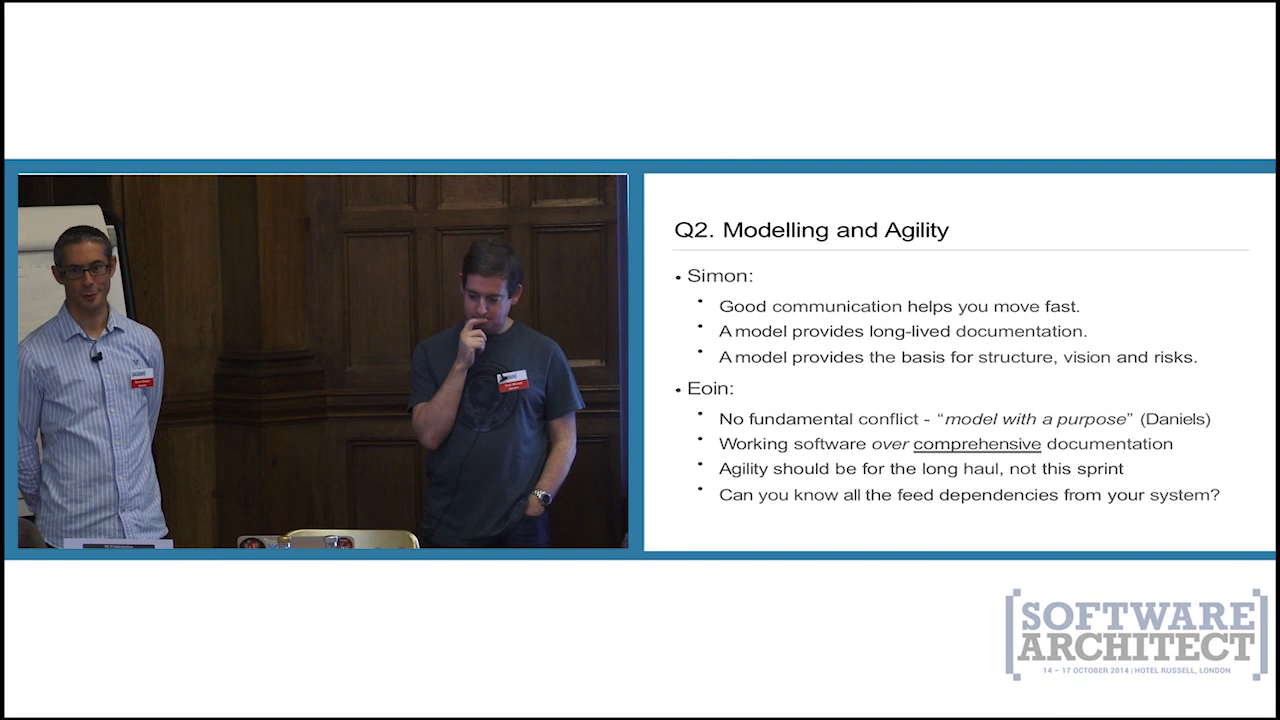 Q2. Modelling and Agility
• Simon:
• Good communication helps you move fast.
• A model provides long-lived documentation.
• A model provides the basis for structure, vision and risks.
• Eoin:
• No fundamental conflict - “model with a purpose” (Daniels)
• Working software over comprehensive documentation
• Agility should be for the long haul, not this sprint
• Can you know all the feed dependencies from your system?
[SOFTWARE
ARCHITECT]
14 – 17 OCTOBER 2014 | HOTEL RUSSELL, LONDON